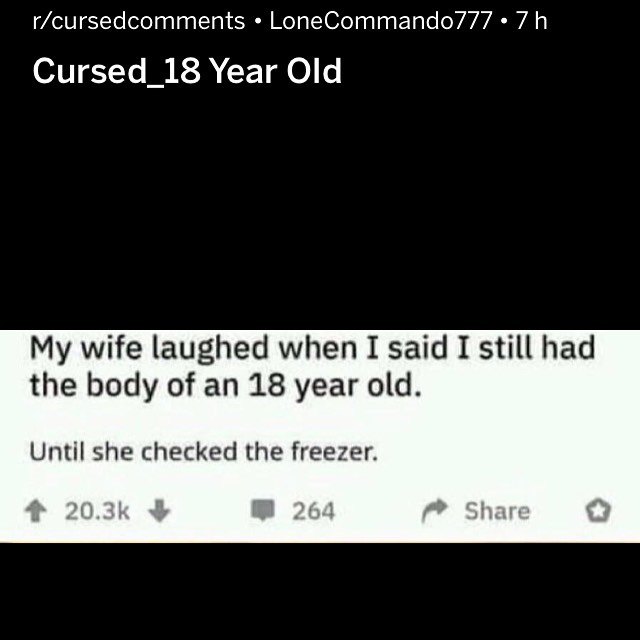 r/cursedcomments • LoneCommando777 • 7 h
Cursed_18 Year Old
My wife laughed when I said I still had
the body of an 18 year old.
Until she checked the freezer.
20.3k 264 Share